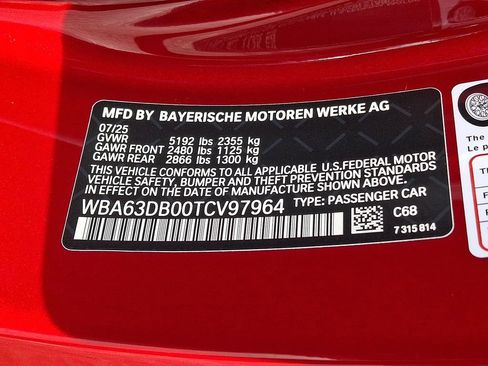 MFD BY BAYERISCHE MOTOREN WERKE AG
07/25
GVWR 5192 lbs 2355 kg
GAWR FRONT 2480 lbs 1125 kg
GAWR REAR 2866 lbs 1300 kg
THIS VEHICLE CONFORMS TO ALL APPLICABLE U.S.FEDERAL MOTOR
VEHICLE SAFETY, BUMPER AND THEFT PREVENTION STANDARDS
IN EFFECT ON THE DATE OF MANUFACTURE SHOWN ABOVE.
WBA63DB00TCV97964 TYPE: PASSENGER CAR
C68
7 315 814
The
Le p